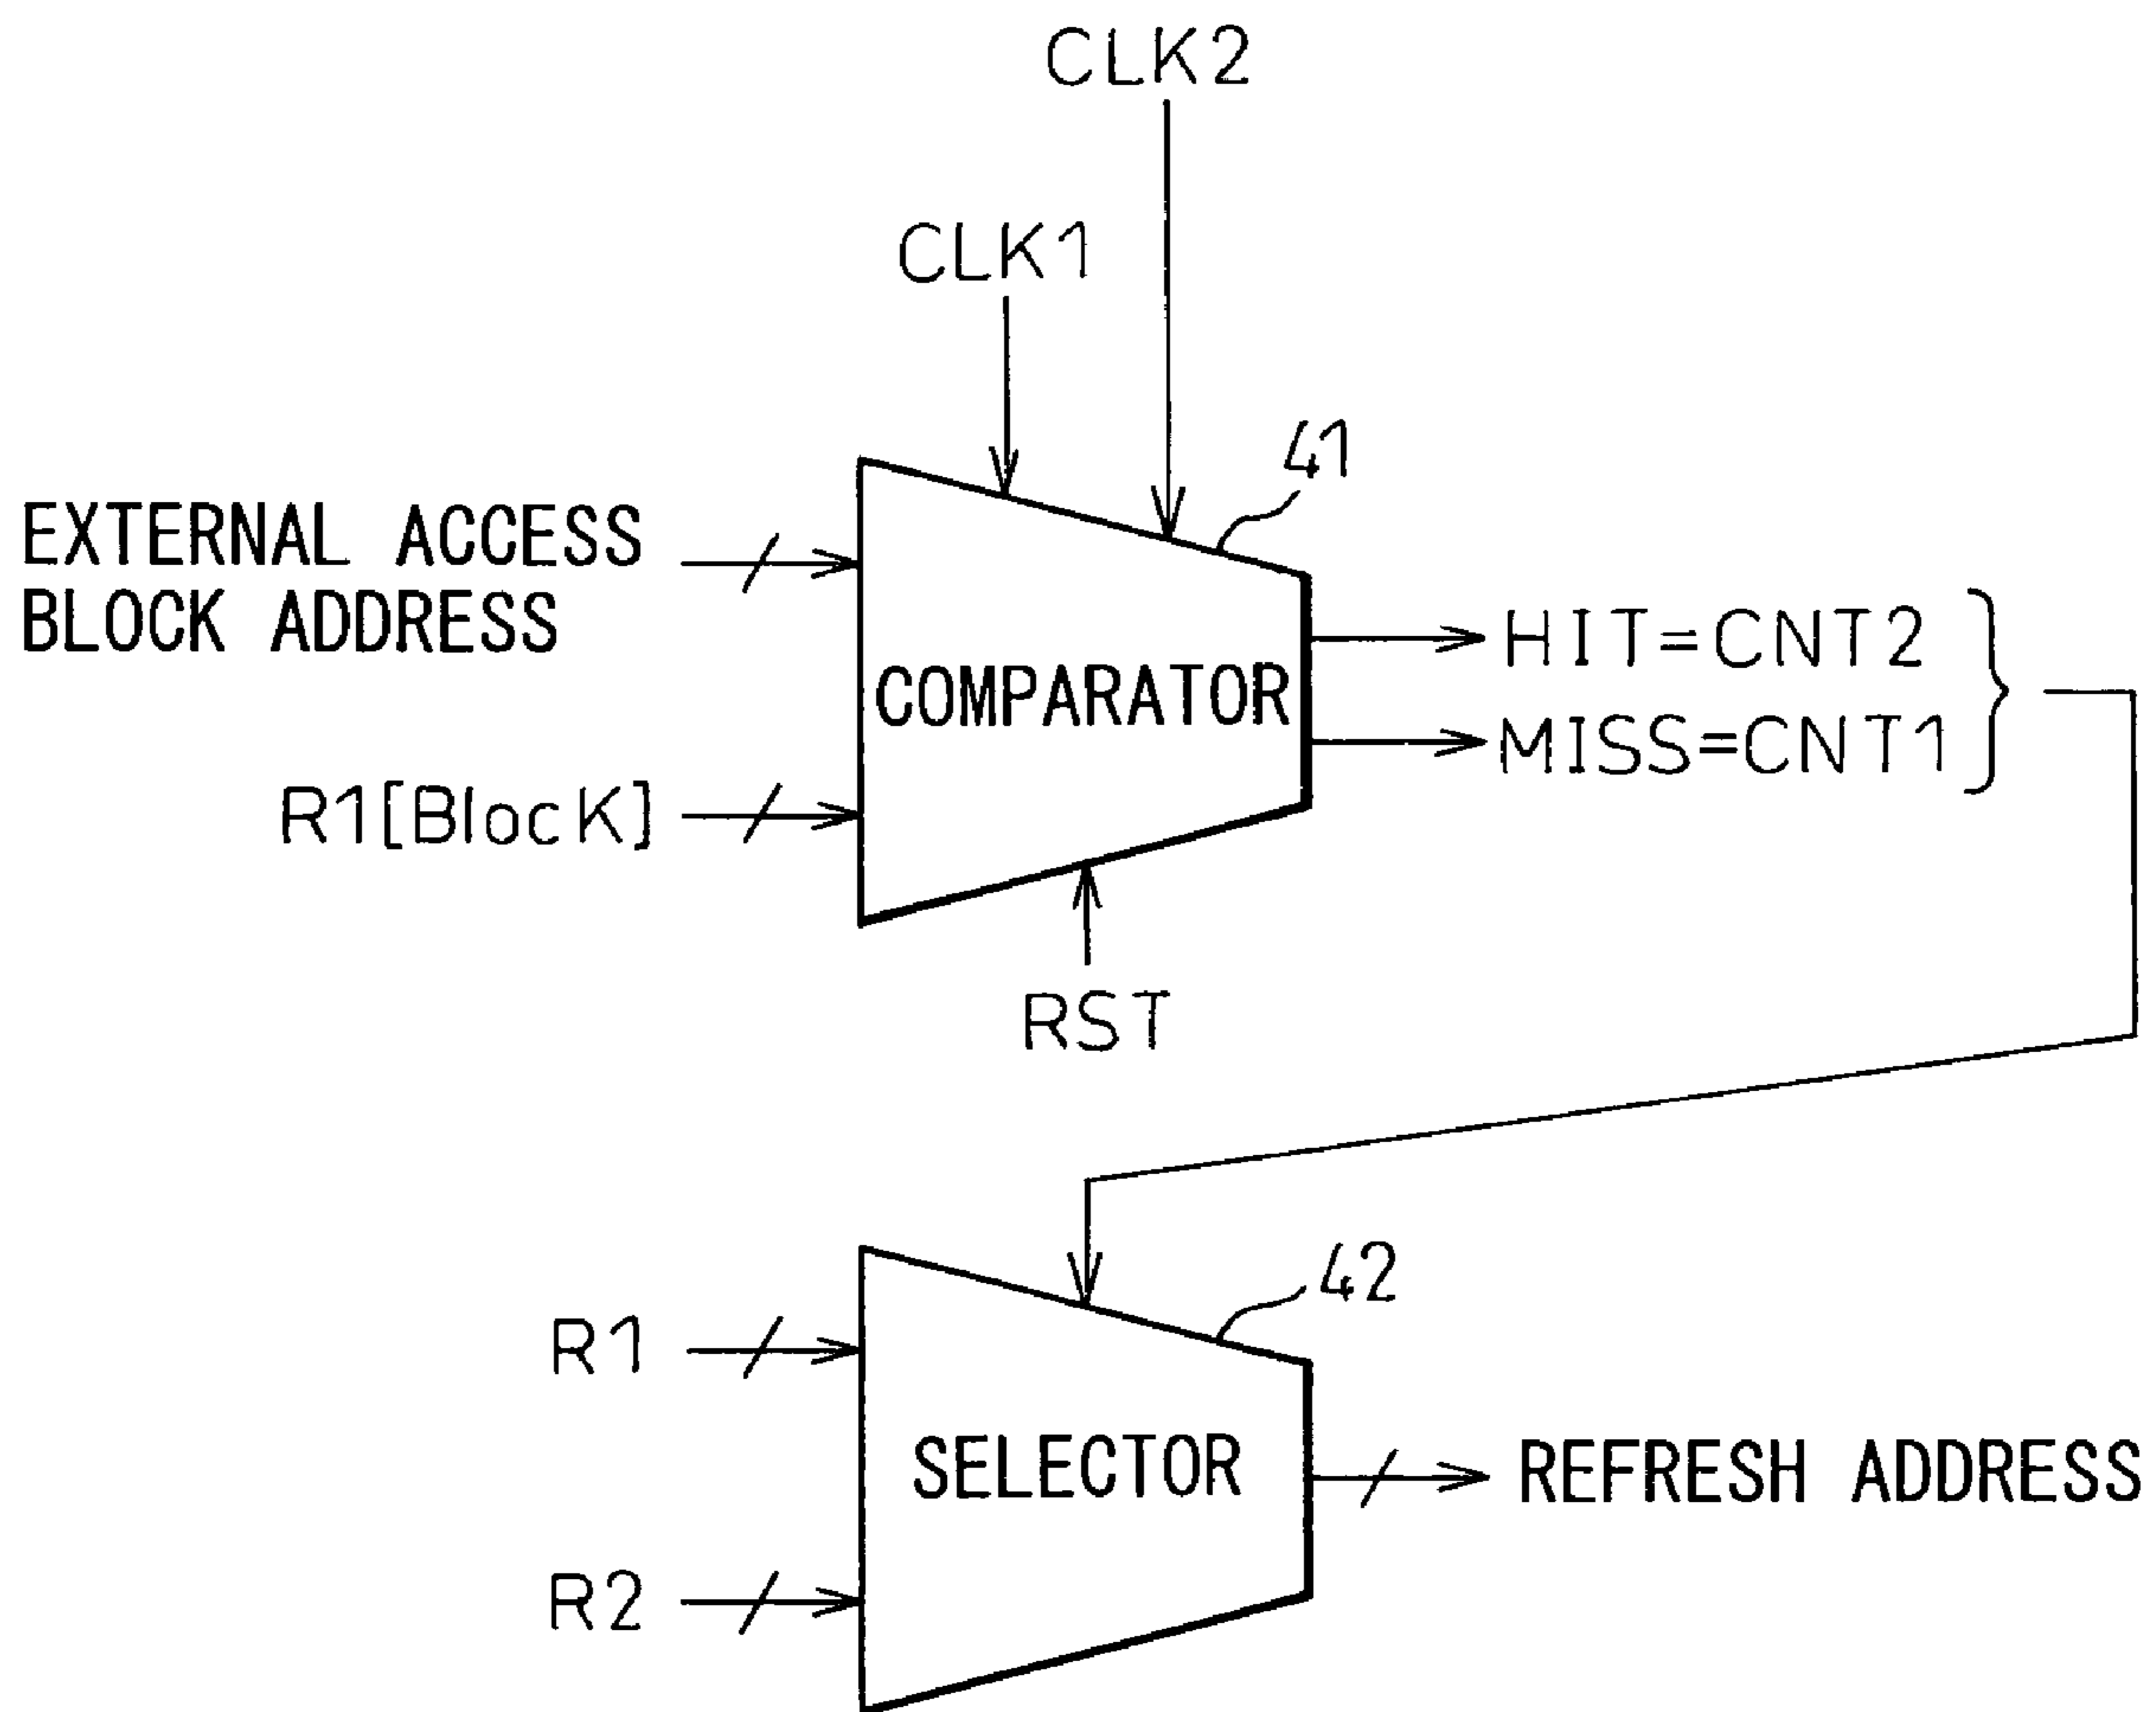 CLK2
CLK1
41
EXTERNAL ACCESS
BLOCK ADDRESS
HIT=CNT2
COMPARATOR
MISS=CNT1
R1[BlocK]
RST
42
R1
SELECTOR
REFRESH ADDRESS
R2